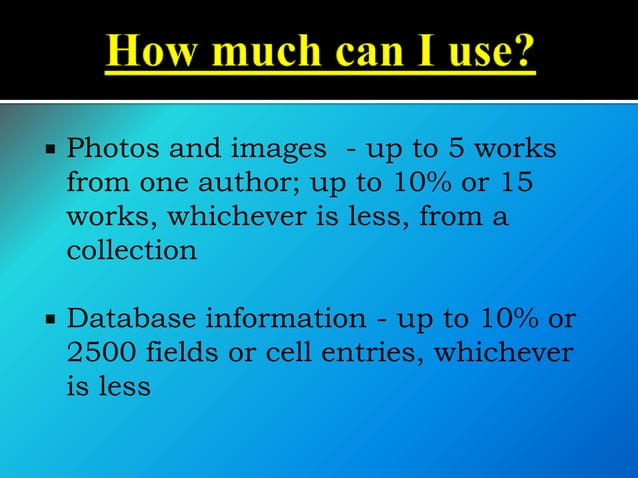 How much can I use?
▪ Photos and images - up to 5 works
from one author; up to 10% or 15
works, whichever is less, from a
collection
▪ Database information - up to 10% or
2500 fields or cell entries, whichever
is less